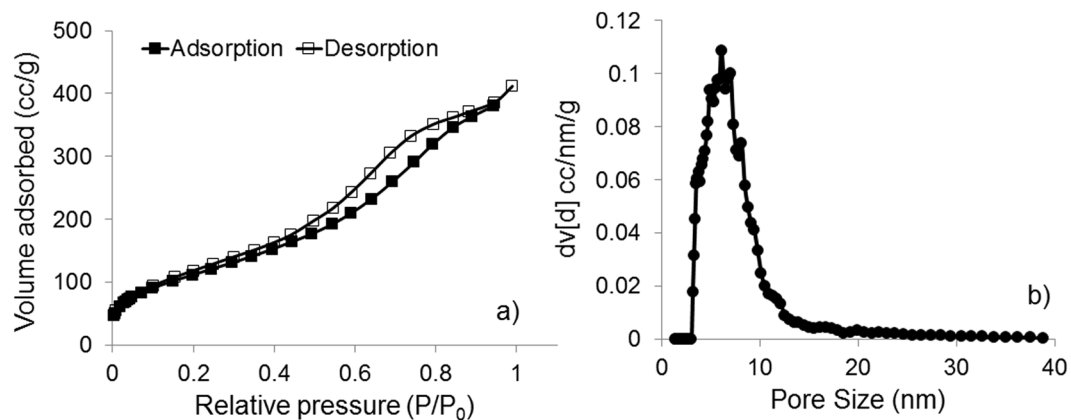 500
400
300
200
100
0
Volume adsorbed (cc/g)
Adsorption Desorption
a)
0 0.2 0.4 0.6 0.8 1
Relative pressure (P/P₀)
0.12
0.1
0.08
0.06
0.04
0.02
0
dv[d] cc/nm/g
b)
0 10 20 30 40
Pore Size (nm)